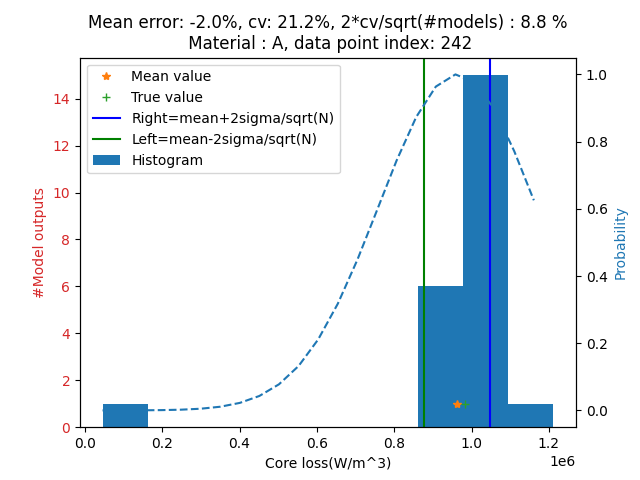 Mean error: -2.0%, cv: 21.2%, 2*cv/sqrt(#models) : 8.8 %
Material : A, data point index: 242
Mean value
True value
Right=mean+2sigma/sqrt(N)
Left=mean-2sigma/sqrt(N)
Histogram
#Model outputs
14
12
10
8
6
4
2
0
1.0
0.8
0.6
0.4
0.2
0.0
Probability
0.0 0.2 0.4 0.6 0.8 1.0 1.2
1e6
Core loss(W/m^3)